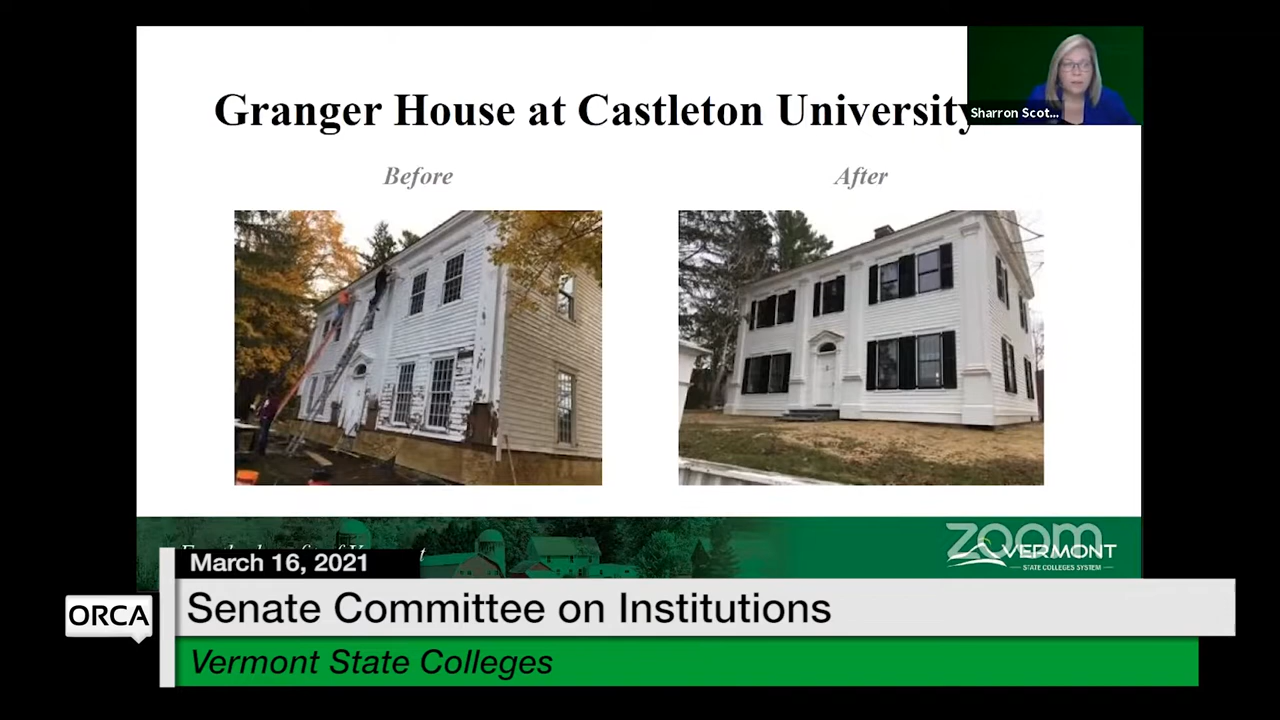 Granger House at Castleton University
Sharron Scot...
Before
After
zoom
VERMONT
STATE COLLEGES SYSTEM
March 16, 2021
ORCA
Senate Committee on Institutions
Vermont State Colleges